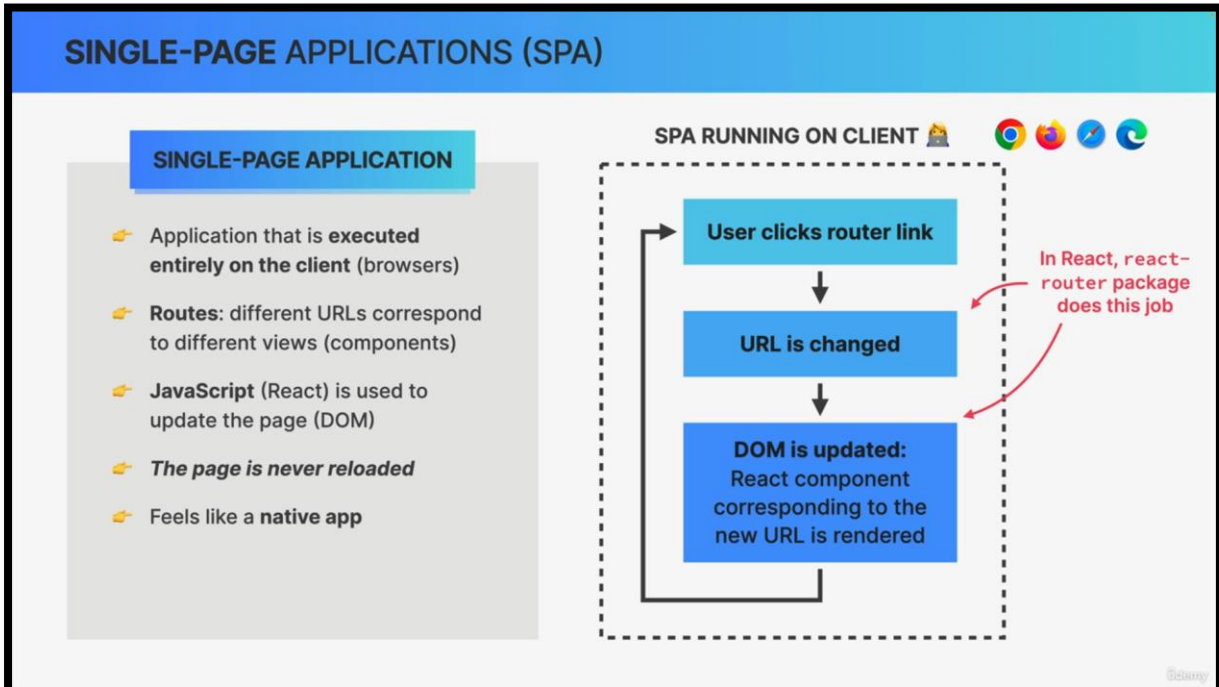 SINGLE-PAGE APPLICATIONS (SPA)
SINGLE-PAGE APPLICATION
👉 Application that is executed
entirely on the client (browsers)
👉 Routes: different URLs correspond
to different views (components)
👉 JavaScript (React) is used to
update the page (DOM)
👉 The page is never reloaded
👉 Feels like a native app
SPA RUNNING ON CLIENT 👩‍💻
User clicks router link
URL is changed
DOM is updated:
React component
corresponding to the
new URL is rendered
In React, react-
router package
does this job
ûdemy